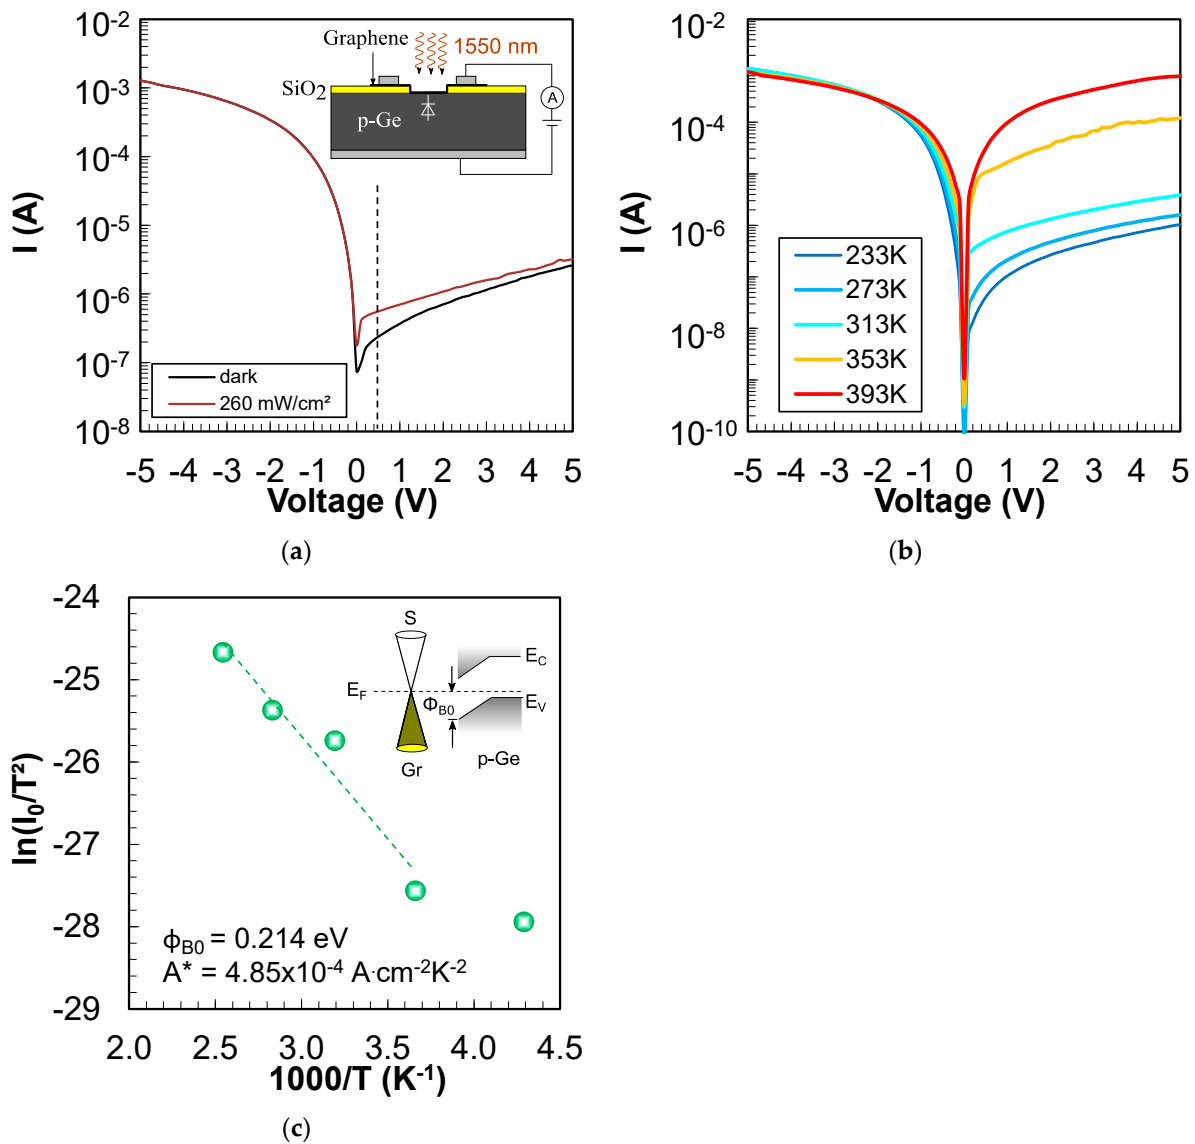 (a)
I (A)
10⁻²
10⁻³
10⁻⁴
10⁻⁵
10⁻⁶
10⁻⁷
10⁻⁸
Graphene
1550 nm
SiO₂
p-Ge
A
dark
260 mW/cm²
-5 -4 -3 -2 -1 0 1 2 3 4 5
Voltage (V)
(a)
I (A)
10⁻²
10⁻⁴
10⁻⁶
10⁻⁸
10⁻¹⁰
233K
273K
313K
353K
393K
-5 -4 -3 -2 -1 0 1 2 3 4 5
Voltage (V)
(b)
ln(I₀/T²)
-24
-25
-26
-27
-28
-29
S
E_C
E_F
Φ_B0
E_V
Gr
p-Ge
ϕ_B0 = 0.214 eV
A* = 4.85x10⁻⁴ A·cm⁻²K⁻²
2.0 2.5 3.0 3.5 4.0 4.5
1000/T (K⁻¹)
(c)